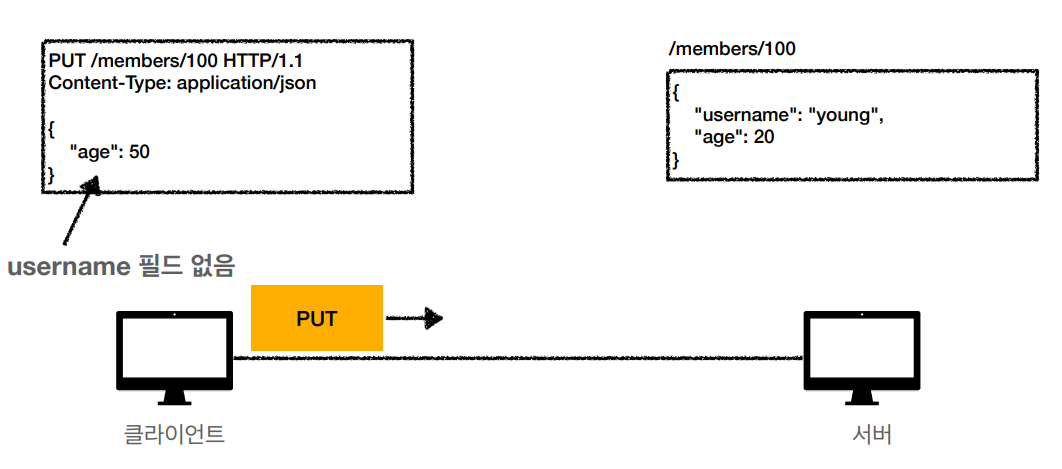 PUT /members/100 HTTP/1.1
Content-Type: application/json
{
"age": 50
}
username 필드 없음
/members/100
{
"username": "young",
"age": 20
}
PUT
클라이언트
서버